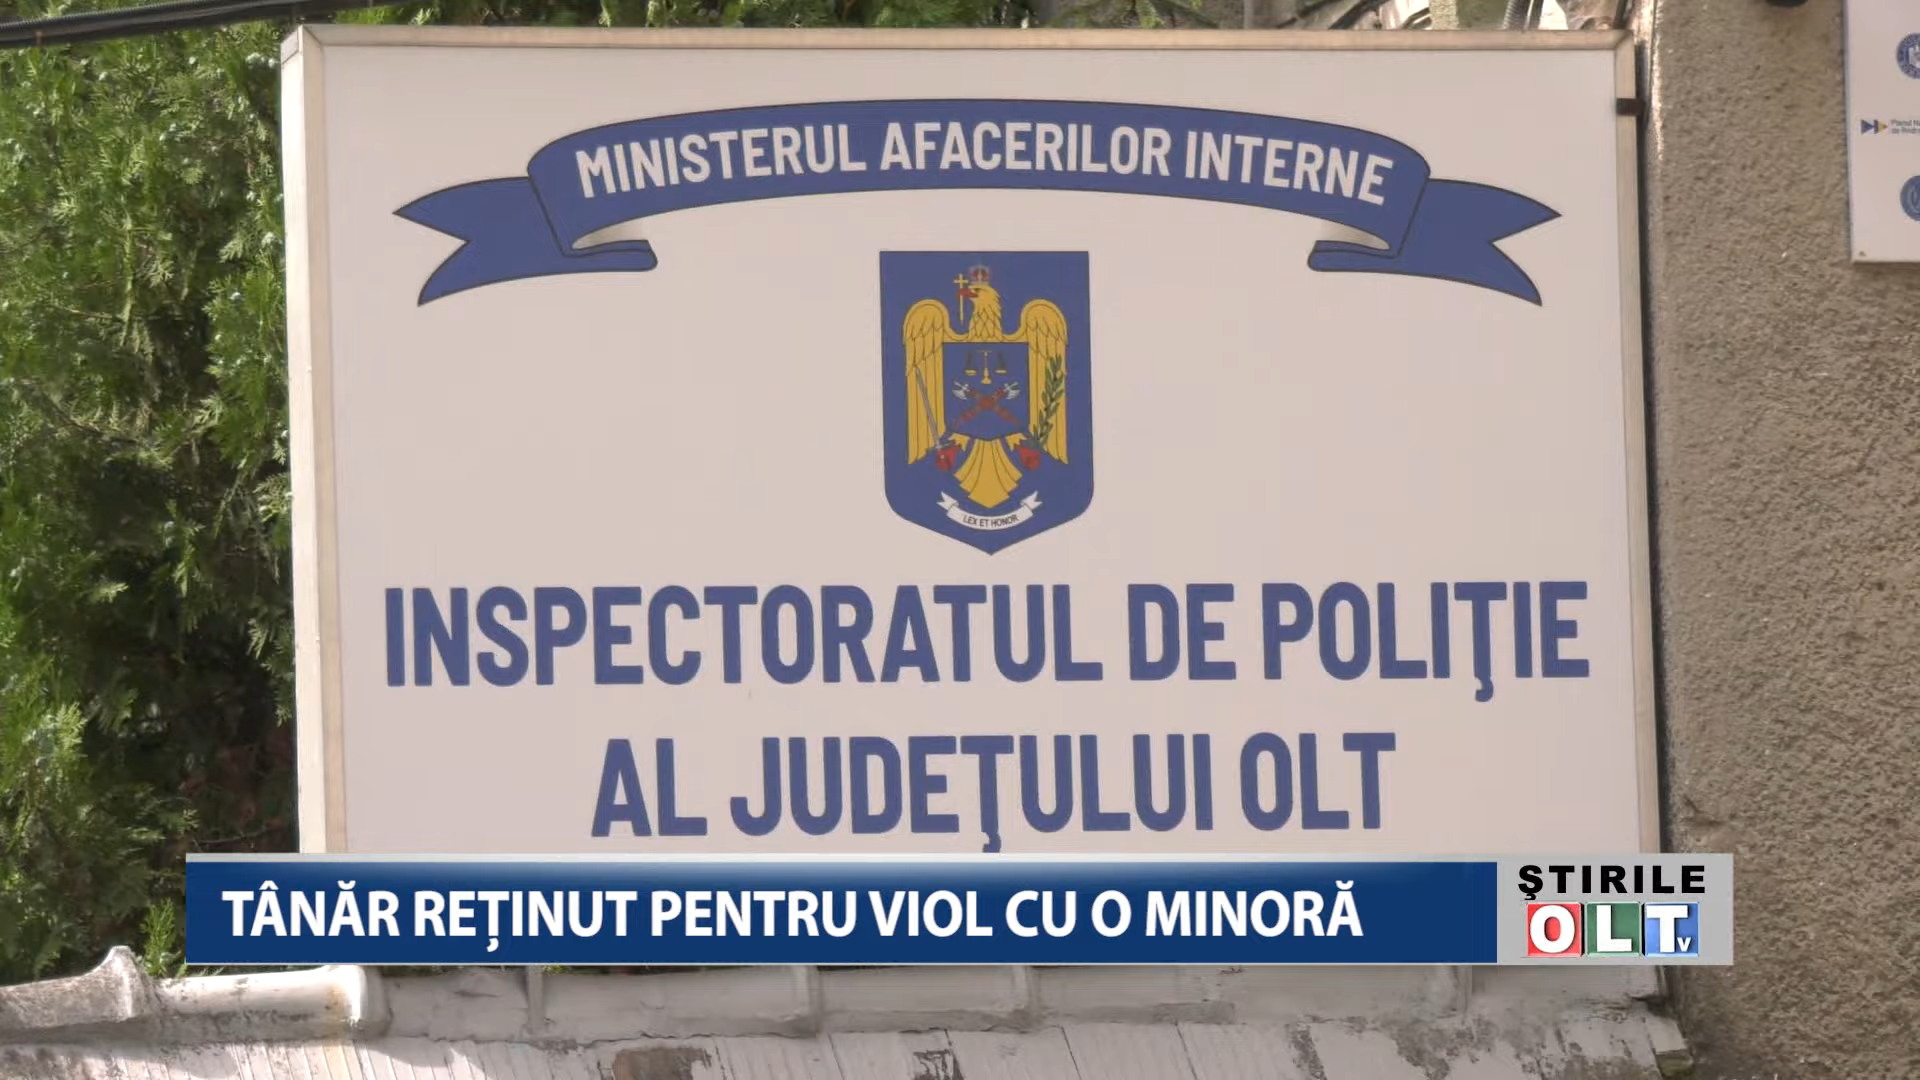 MINISTERUL AFACERILOR INTERNE
LEX ET HONOR
INSPECTORATUL DE POLIŢIE
AL JUDEŢULUI OLT
TÂNĂR REȚINUT PENTRU VIOL CU O MINORĂ
ŞTIRILE
OLTV